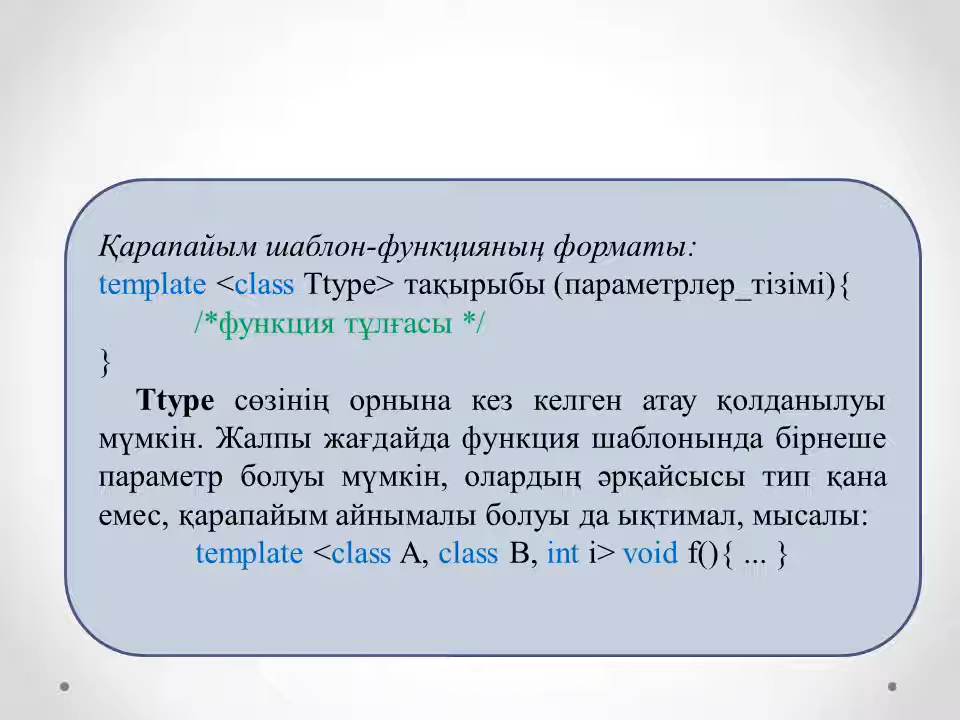 Қарапайым шаблон-функцияның форматы:
template <class Ttype> тақырыбы (параметрлер_тізімі){
/*функция тұлғасы */
}
Ttype сөзінің орнына кез келген атау қолданылуы
мүмкін. Жалпы жағдайда функция шаблонында бірнеше
параметр болуы мүмкін, олардың әрқайсысы тип қана
емес, қарапайым айнымалы болуы да ықтимал, мысалы:
template <class A, class B, int i> void f(){ ... }